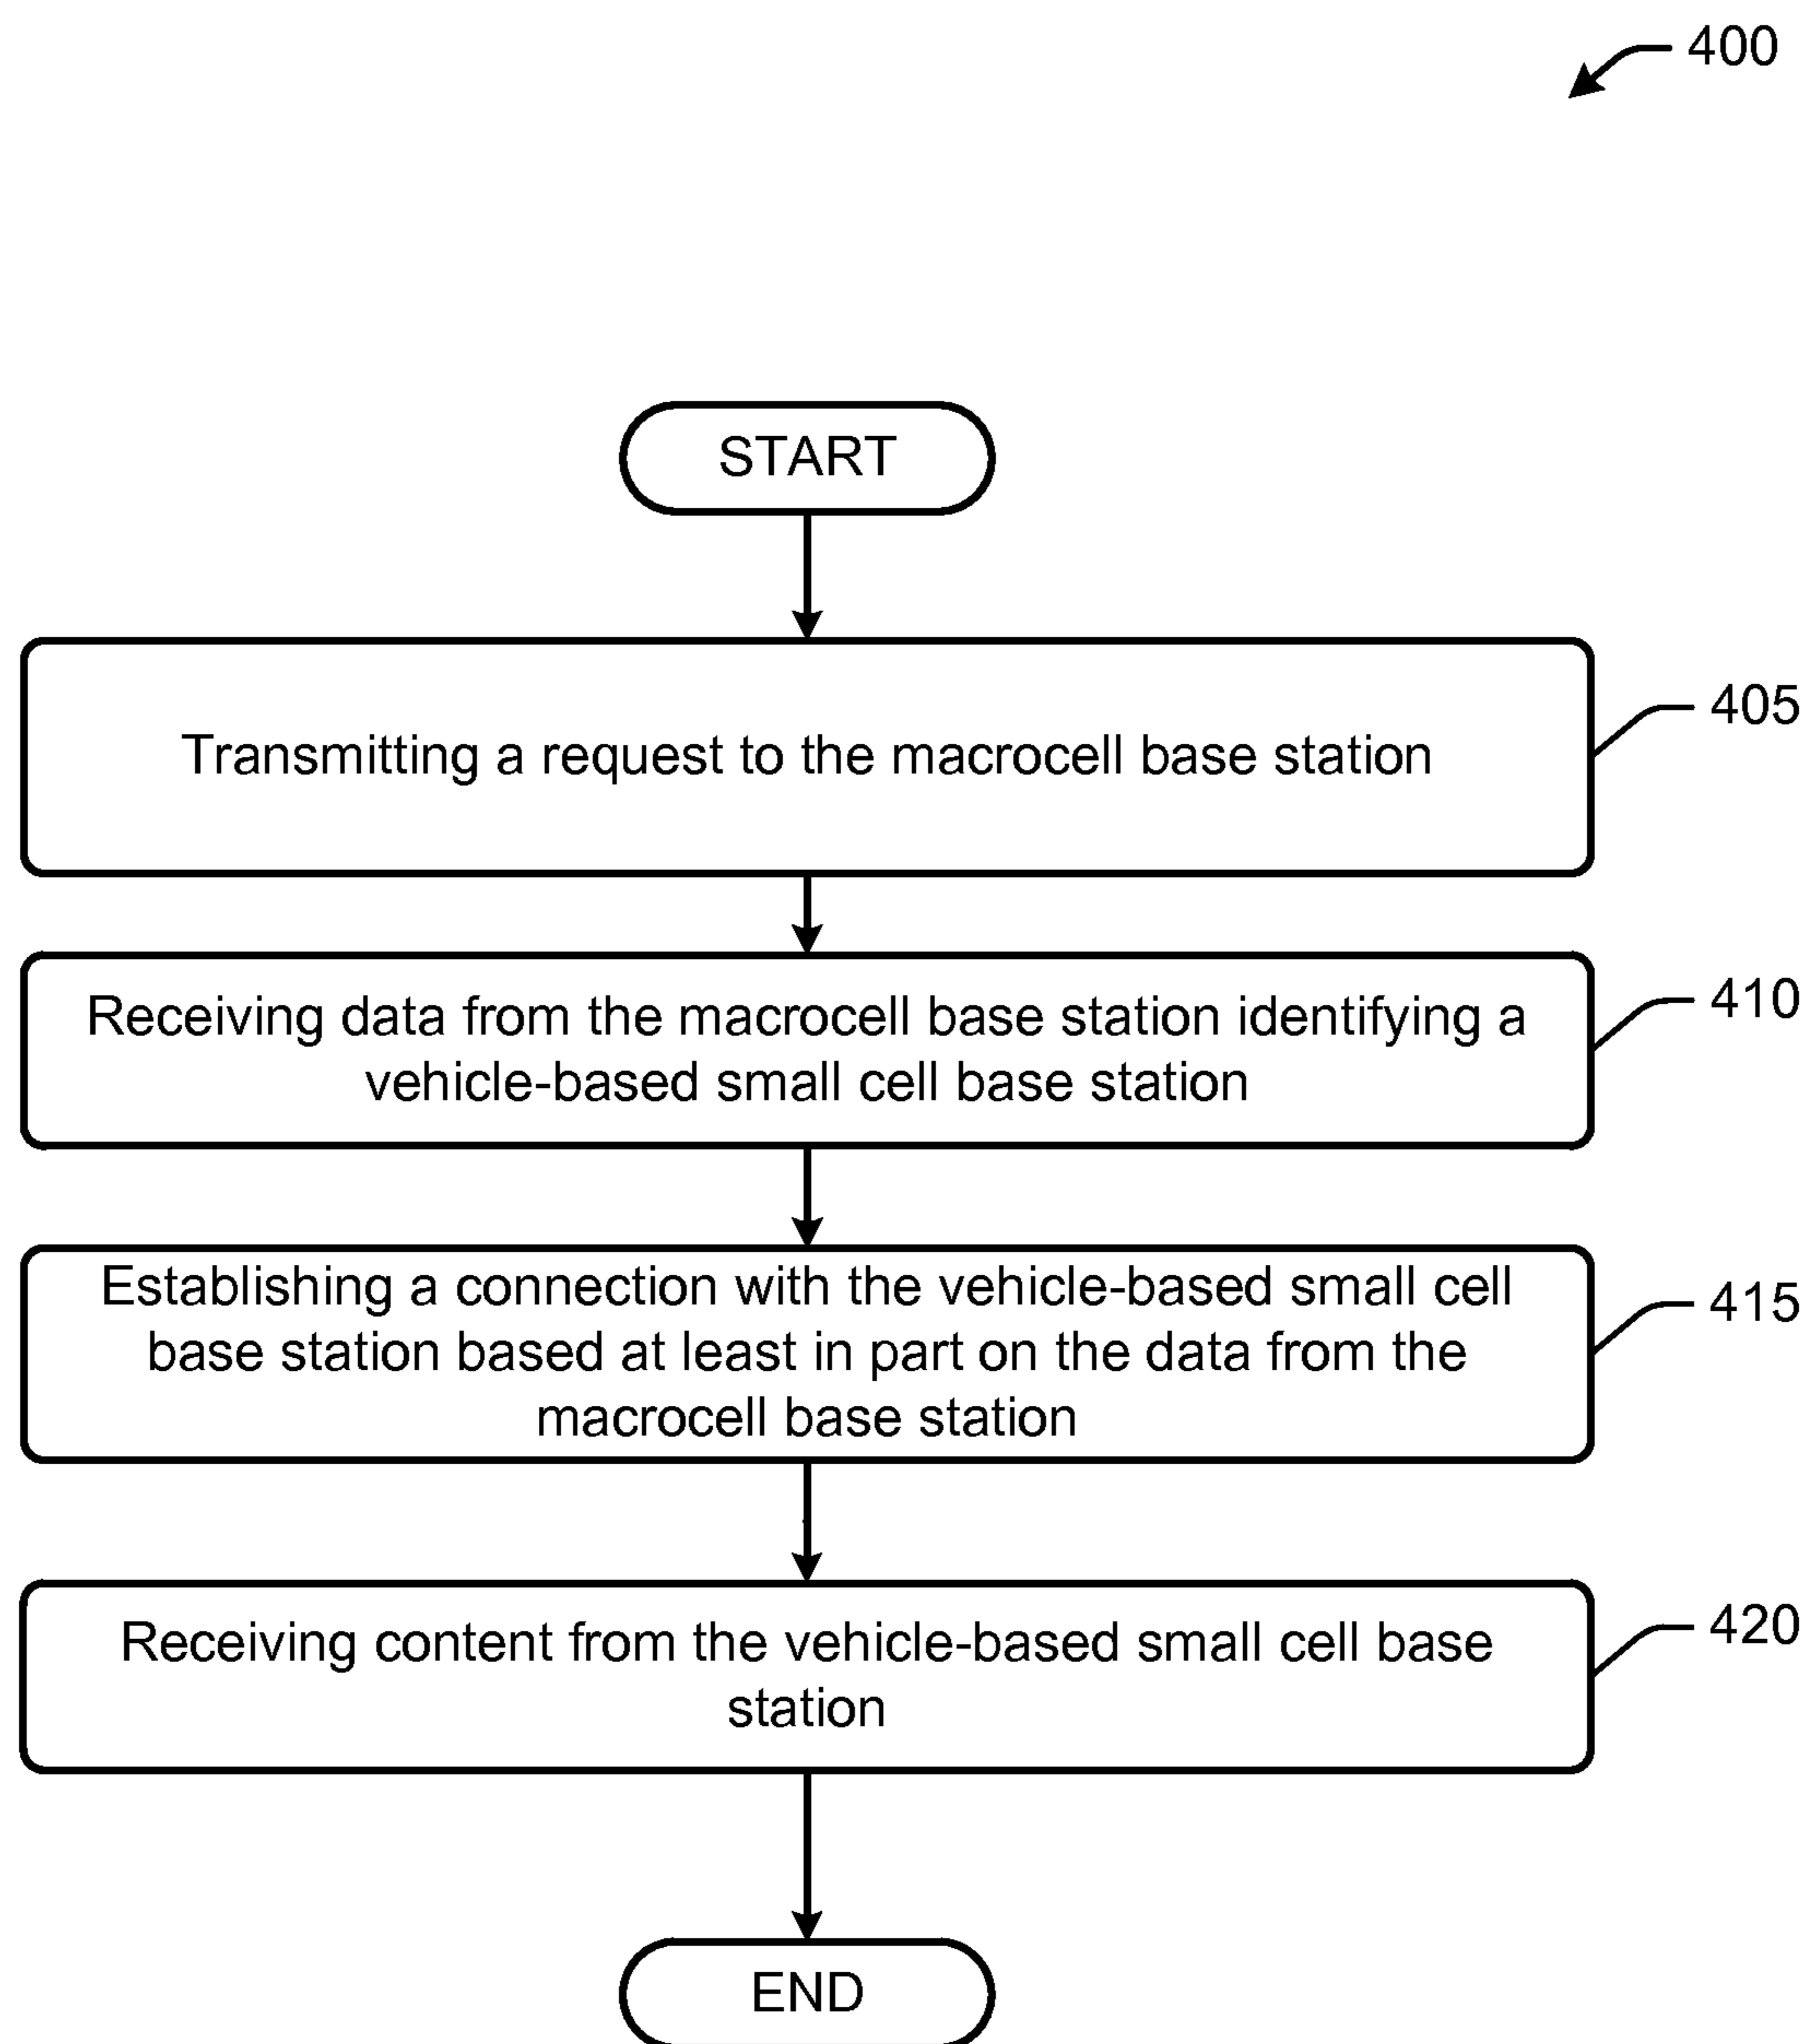 400
START
Transmitting a request to the macrocell base station
405
Receiving data from the macrocell base station identifying a
vehicle-based small cell base station
410
Establishing a connection with the vehicle-based small cell
base station based at least in part on the data from the
macrocell base station
415
Receiving content from the vehicle-based small cell base
station
420
END